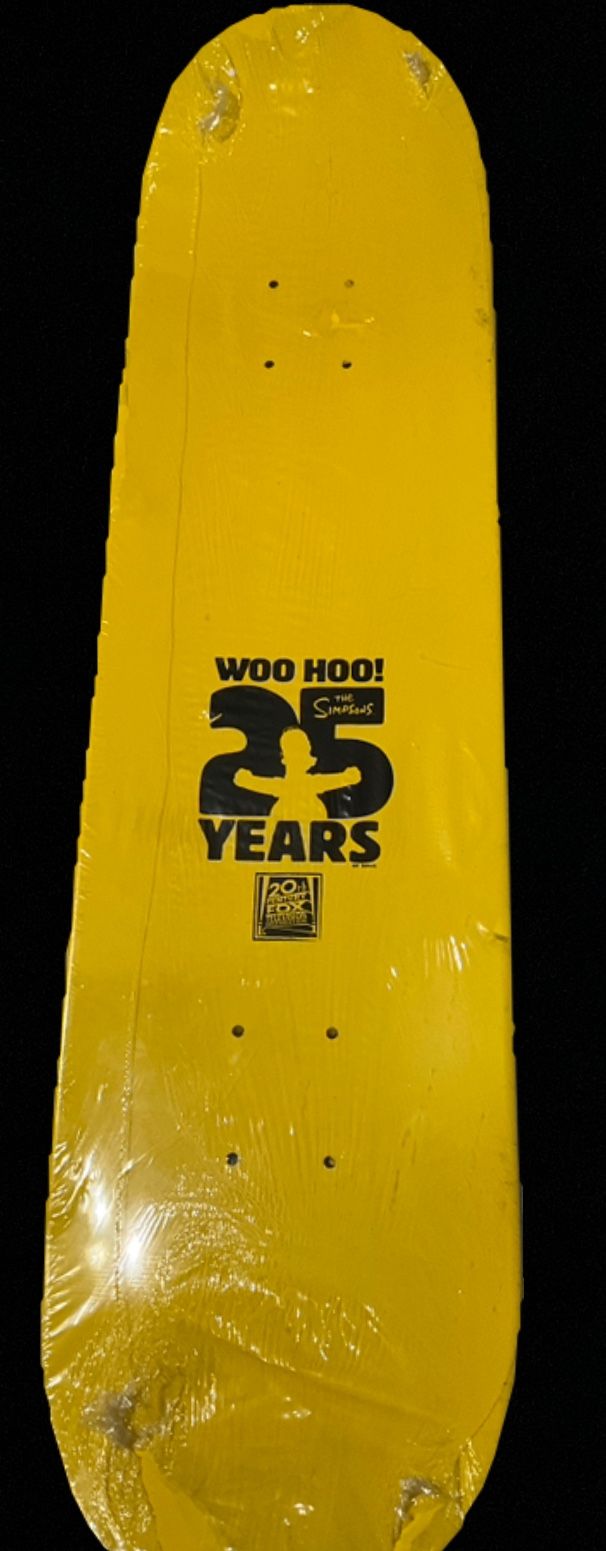 WOO HOO!
25
THE
SIMPSONS
YEARS
20th
CENTURY
FOX